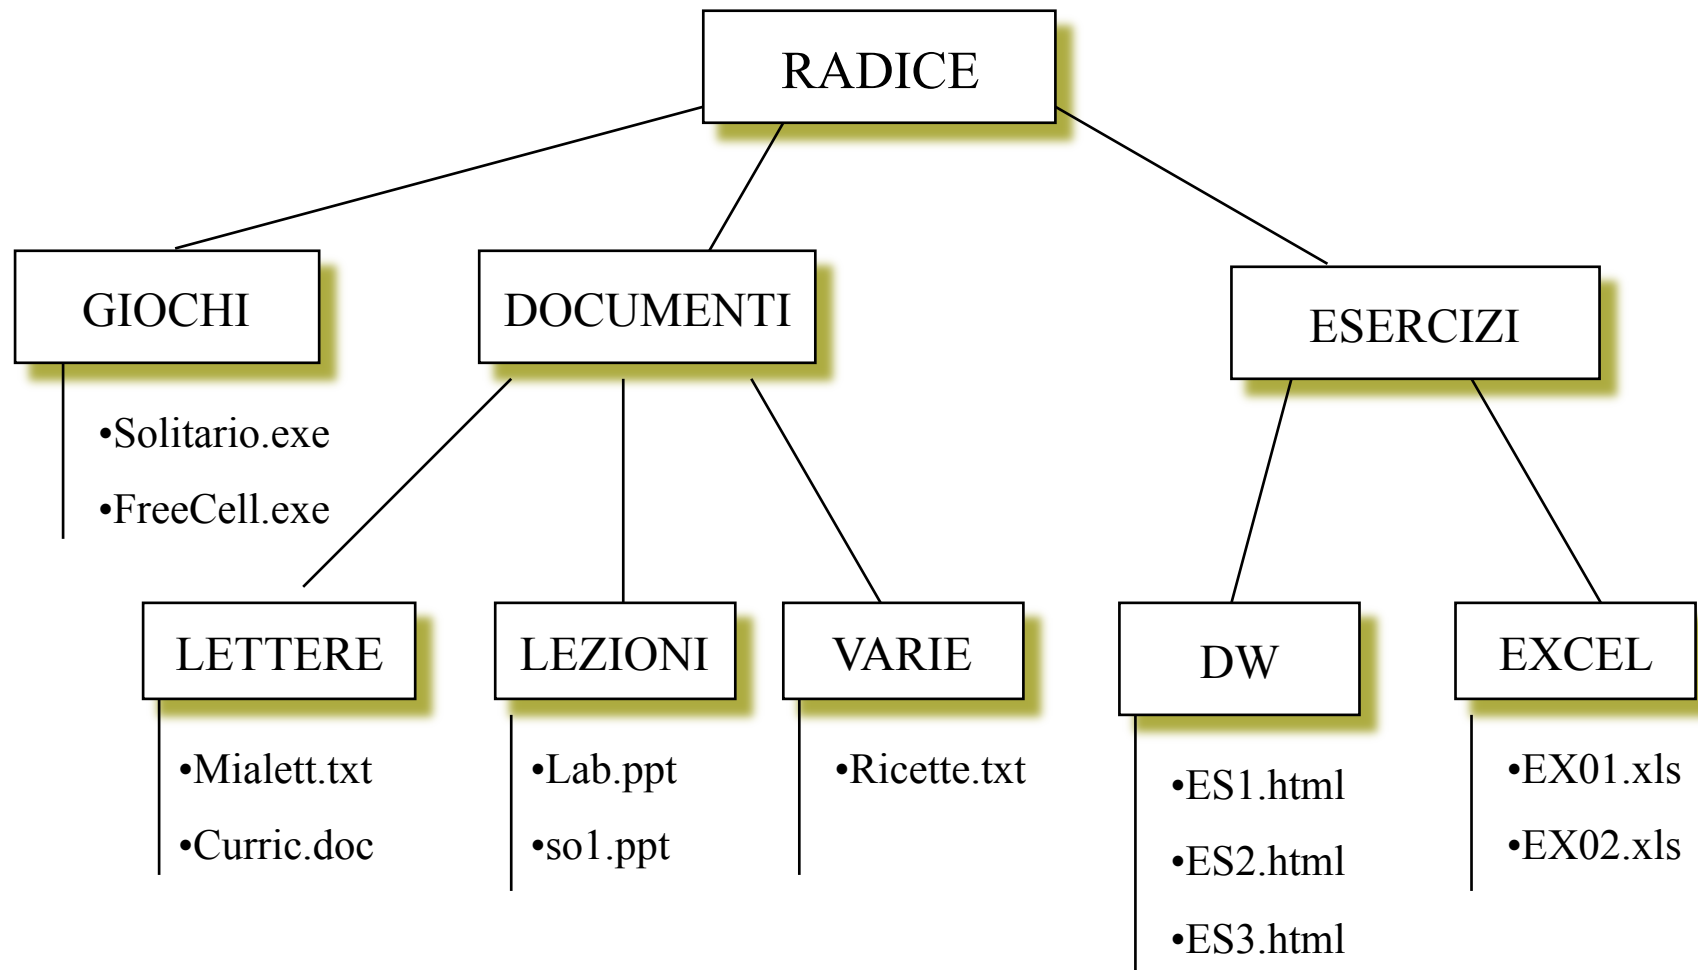 RADICE
GIOCHI
DOCUMENTI
ESERCIZI
•Solitario.exe
•FreeCell.exe
LETTERE
LEZIONI
VARIE
DW
EXCEL
•Mialett.txt
•Curric.doc
•Lab.ppt
•so1.ppt
•Ricette.txt
•ES1.html
•ES2.html
•ES3.html
•EX01.xls
•EX02.xls